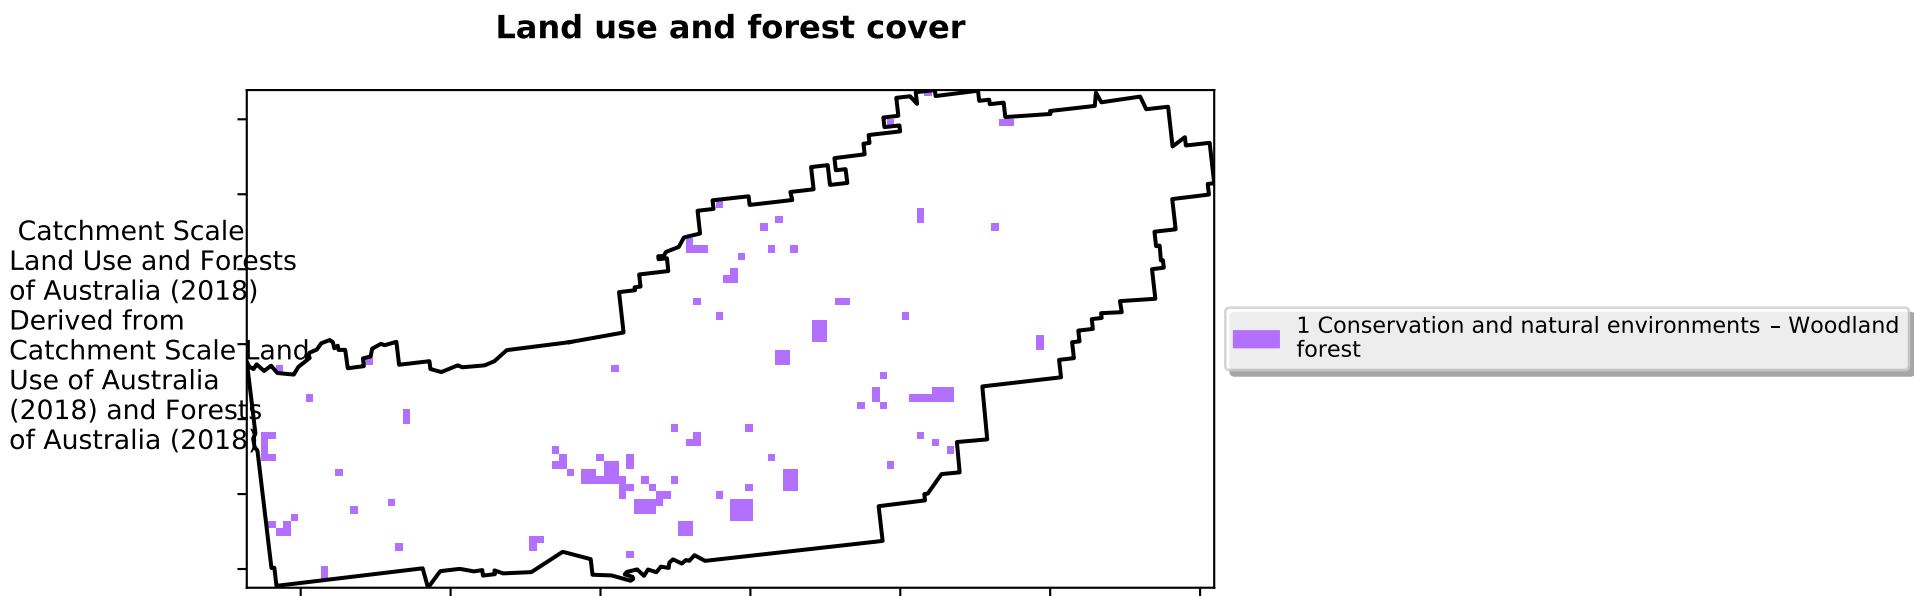 Land use and forest cover
Catchment Scale
Land Use and Forests
of Australia (2018)
Derived from
Catchment Scale Land
Use of Australia
(2018) and Forests
of Australia (2018)
1 Conservation and natural environments – Woodland
forest